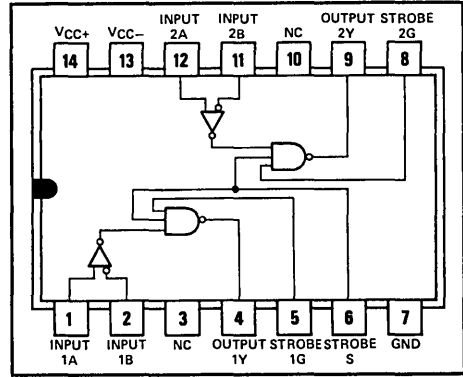 INPUT INPUT OUTPUT STROBE
VCC+ VCC− 2A 2B NC 2Y 2G
14 13 12 11 10 9 8
1 2 3 4 5 6 7
INPUT INPUT NC OUTPUT STROBE STROBE GND
1A 1B 1Y 1G S